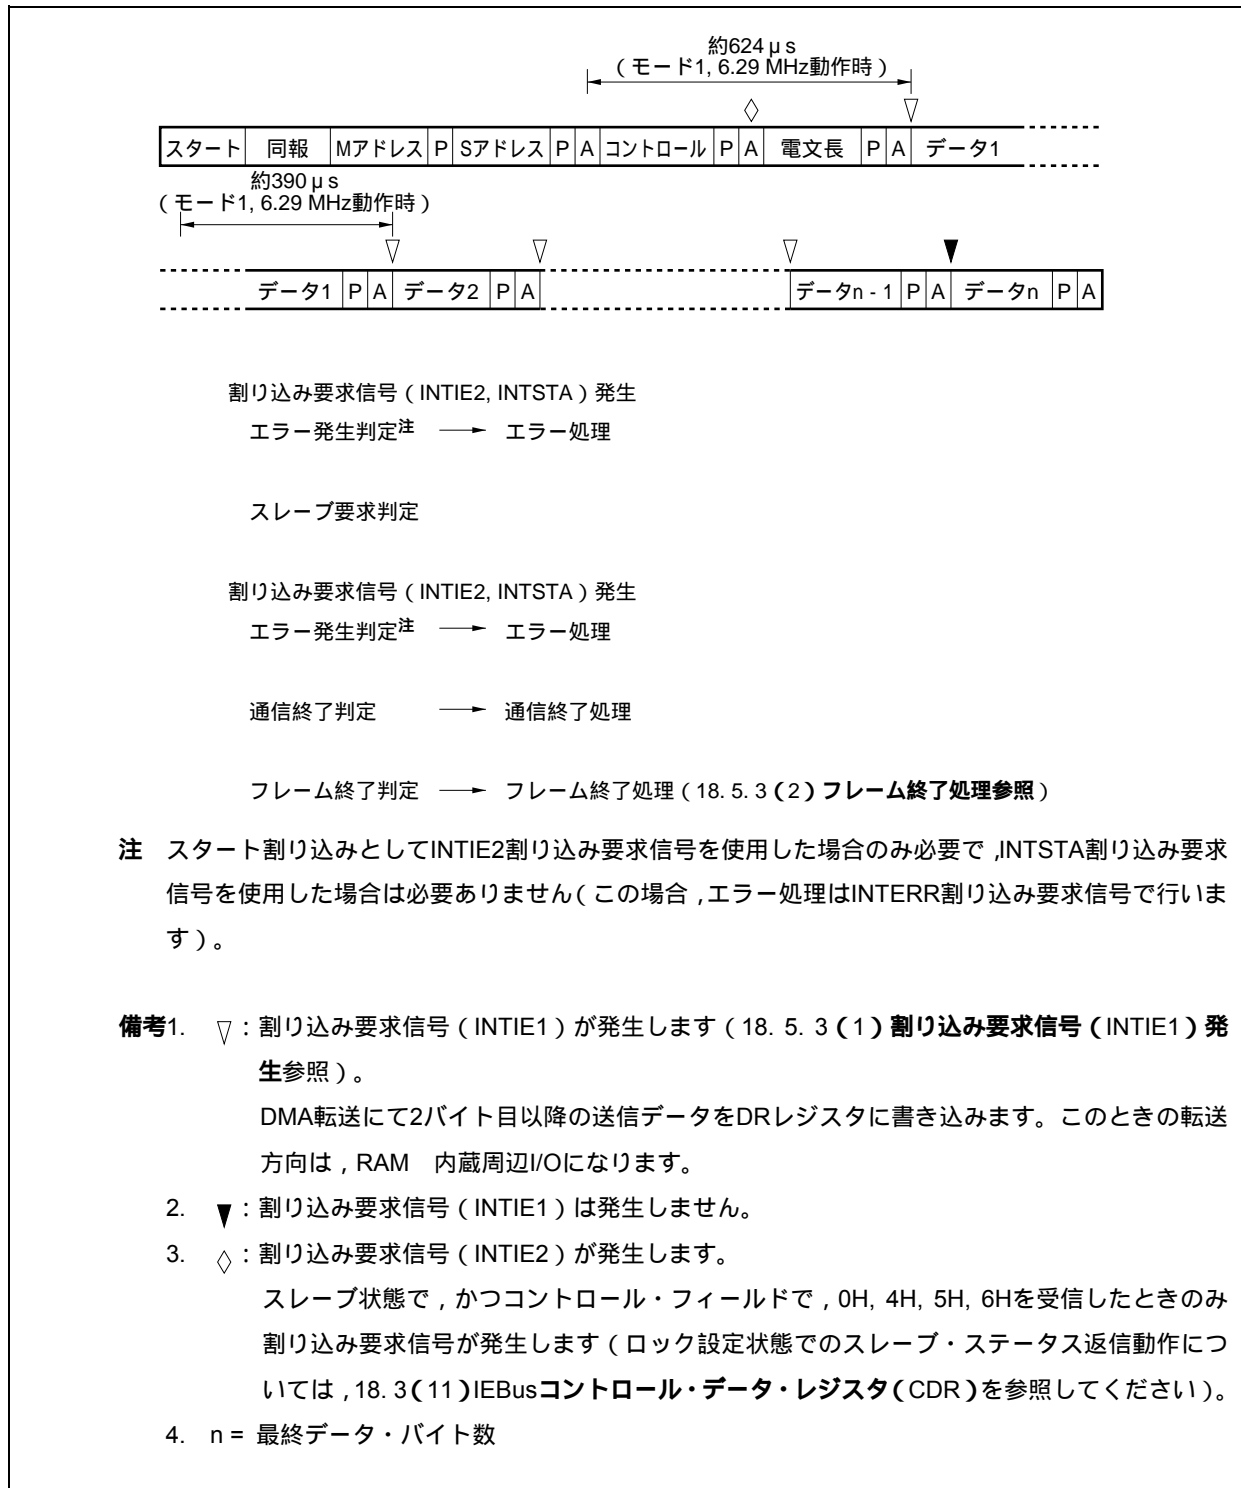 約624μs
（モード1, 6.29 MHz動作時）
スタート 同報 Mアドレス P Sアドレス P A コントロール P A 電文長 P A データ1
約390μs
（モード1, 6.29 MHz動作時）
データ1 P A データ2 P A データn - 1 P A データn P A
割り込み要求信号（INTIE2, INTSTA）発生
エラー発生判定注 → エラー処理
スレーブ要求判定
割り込み要求信号（INTIE2, INTSTA）発生
エラー発生判定注 → エラー処理
通信終了判定 → 通信終了処理
フレーム終了判定 → フレーム終了処理（18. 5. 3（2）フレーム終了処理参照）
注 スタート割り込みとしてINTIE2割り込み要求信号を使用した場合のみ必要で，INTSTA割り込み要求
信号を使用した場合は必要ありません（この場合，エラー処理はINTERR割り込み要求信号で行いま
す）。
備考1. ▽：割り込み要求信号（INTIE1）が発生します（18. 5. 3（1）割り込み要求信号（INTIE1）発
生参照）。
DMA転送にて2バイト目以降の送信データをDRレジスタに書き込みます。このときの転送
方向は，RAM 内蔵周辺I/Oになります。
2. ▼：割り込み要求信号（INTIE1）は発生しません。
3. ◇：割り込み要求信号（INTIE2）が発生します。
スレーブ状態で，かつコントロール・フィールドで，0H, 4H, 5H, 6Hを受信したときのみ
割り込み要求信号が発生します（ロック設定状態でのスレーブ・ステータス返信動作につ
いては，18. 3（11）IEBusコントロール・データ・レジスタ（CDR）を参照してください）。
4. n = 最終データ・バイト数